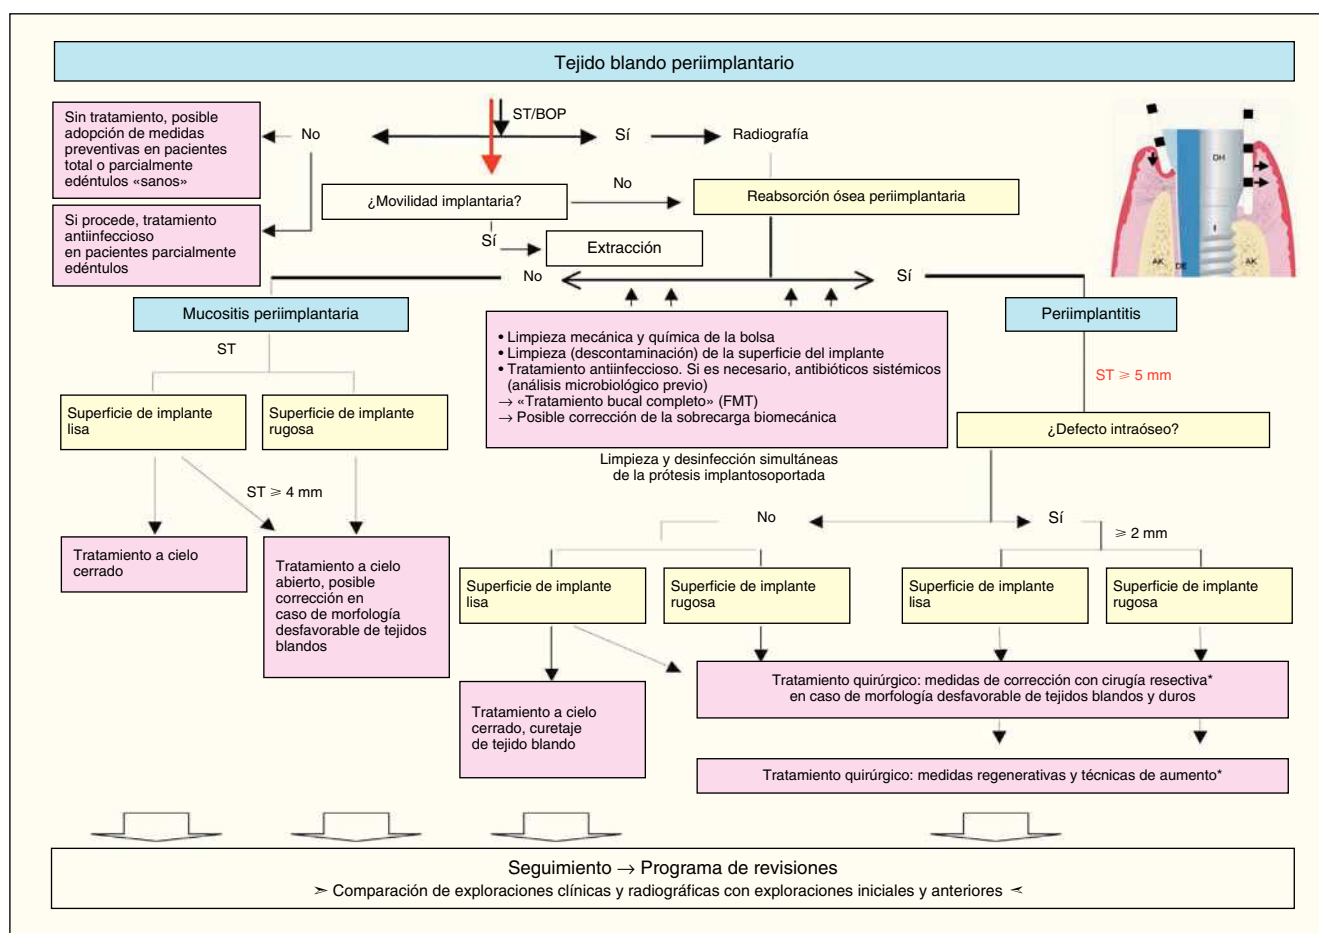 Tejido blando periimplantario
Sin tratamiento, posible
adopción de medidas
preventivas en pacientes
total o parcialmente
edéntulos «sanos»
No
ST/BOP
Sí
Radiografía
Si procede, tratamiento
antiinfeccioso
en pacientes parcialmente
edéntulos
¿Movilidad implantaria?
No
Reabsorción ósea periimplantaria
Sí
Extracción
DH
I
AK
DE
AK
No
Sí
Mucositis periimplantaria
Periimplantitis
• Limpieza mecánica y química de la bolsa
• Limpieza (descontaminación) de la superficie del implante
• Tratamiento antiinfeccioso. Si es necesario, antibióticos sistémicos
(análisis microbiológico previo)
→ «Tratamiento bucal completo» (FMT)
→ Posible corrección de la sobrecarga biomecánica
Limpieza y desinfección simultáneas
de la prótesis implantosoportada
ST
ST ⩾ 5 mm
Superficie de implante
lisa
Superficie de implante
rugosa
¿Defecto intraóseo?
ST ⩾ 4 mm
No
Sí
⩾ 2 mm
Tratamiento a cielo
cerrado
Tratamiento a cielo
abierto, posible
corrección en
caso de morfología
desfavorable de tejidos
blandos
Superficie de implante
lisa
Superficie de implante
rugosa
Superficie de implante
lisa
Superficie de implante
rugosa
Tratamiento a cielo
cerrado, curetaje
de tejido blando
Tratamiento quirúrgico: medidas de corrección con cirugía resectiva*
en caso de morfología desfavorable de tejidos blandos y duros
Tratamiento quirúrgico: medidas regenerativas y técnicas de aumento*
Seguimiento → Programa de revisiones
➣ Comparación de exploraciones clínicas y radiográficas con exploraciones iniciales y anteriores ⪪